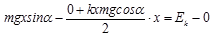 mgxsinα − (0 + kxmgcosα)/2 · x = E_k − 0